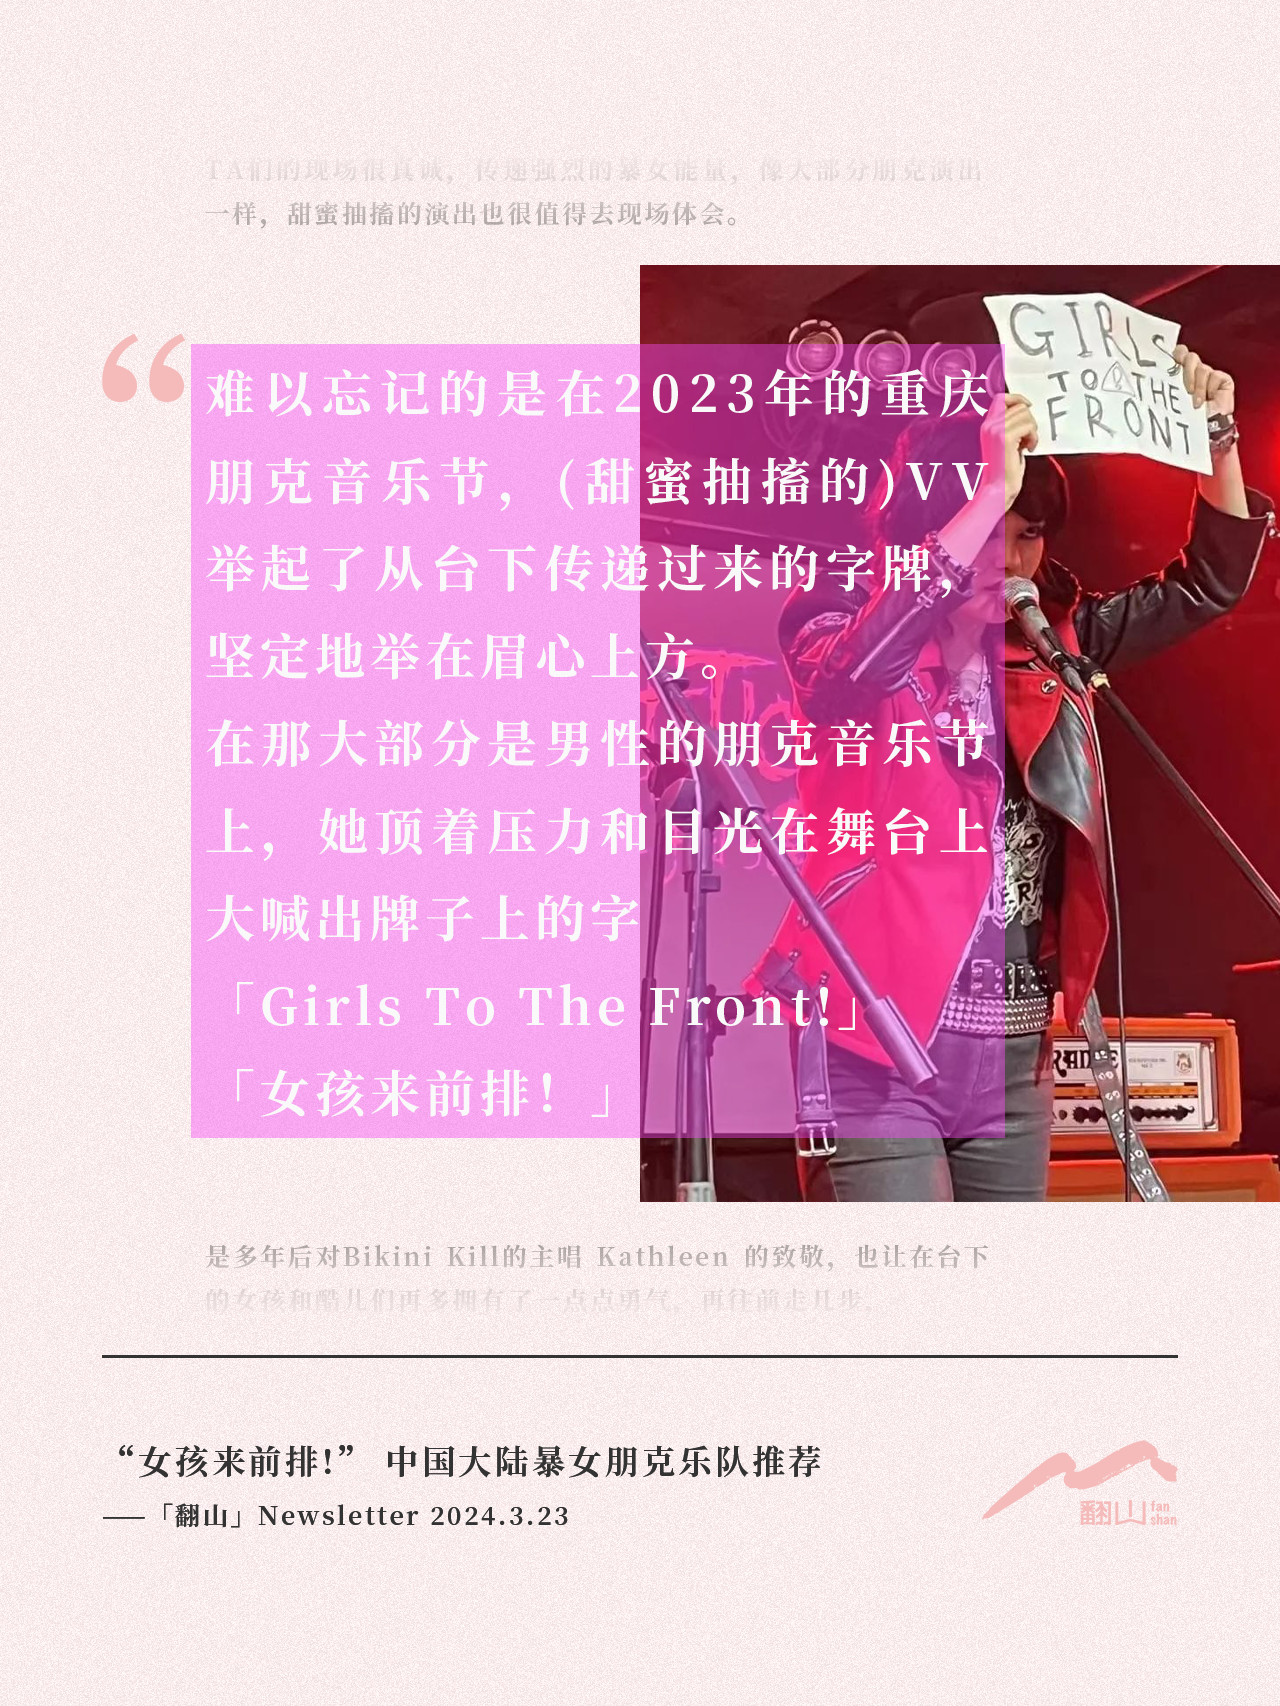 TA们的现场很真诚，传递强烈的暴女能量，像大部分朋克演出
一样，甜蜜抽搐的演出也很值得去现场体会。
“
难以忘记的是在2023年的重庆
朋克音乐节，(甜蜜抽搐的)VV
举起了从台下传递过来的字牌，
坚定地举在眉心上方。
在那大部分是男性的朋克音乐节
上，她顶着压力和目光在舞台上
大喊出牌子上的字
「Girls To The Front!」
「女孩来前排！」
GIRLS
TO THE
FRONT
是多年后对Bikini Kill的主唱 Kathleen 的致敬，也让在台下
的女孩和酷儿们再多拥有了一点点勇气，再往前走几步。
“女孩来前排!” 中国大陆暴女朋克乐队推荐
——「翻山」Newsletter 2024.3.23
翻山 fan
shan